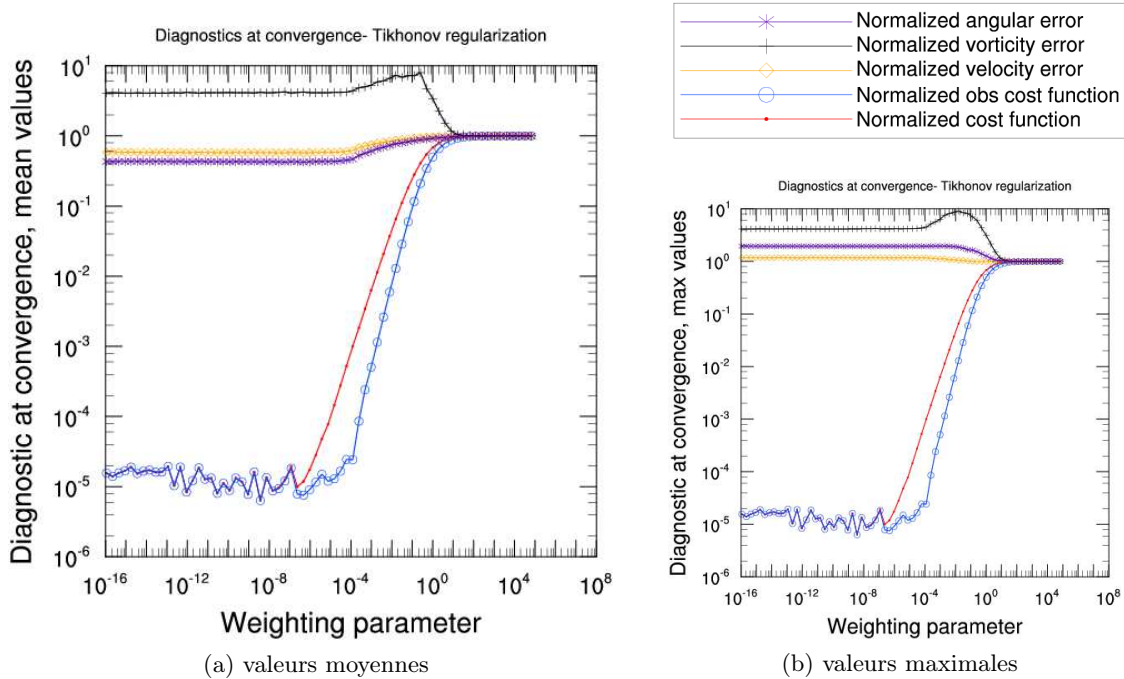 Diagnostics at convergence- Tikhonov regularization
Diagnostic at convergence, mean values
10^1
10^0
10^-1
10^-2
10^-3
10^-4
10^-5
10^-6
10^-16
10^-12
10^-8
10^-4
10^0
10^4
10^8
Weighting parameter
(a) valeurs moyennes
Normalized angular error
Normalized vorticity error
Normalized velocity error
Normalized obs cost function
Normalized cost function
Diagnostics at convergence- Tikhonov regularization
Diagnostic at convergence, max values
10^1
10^0
10^-1
10^-2
10^-3
10^-4
10^-5
10^-6
10^-16
10^-12
10^-8
10^-4
10^0
10^4
10^8
Weighting parameter
(b) valeurs maximales